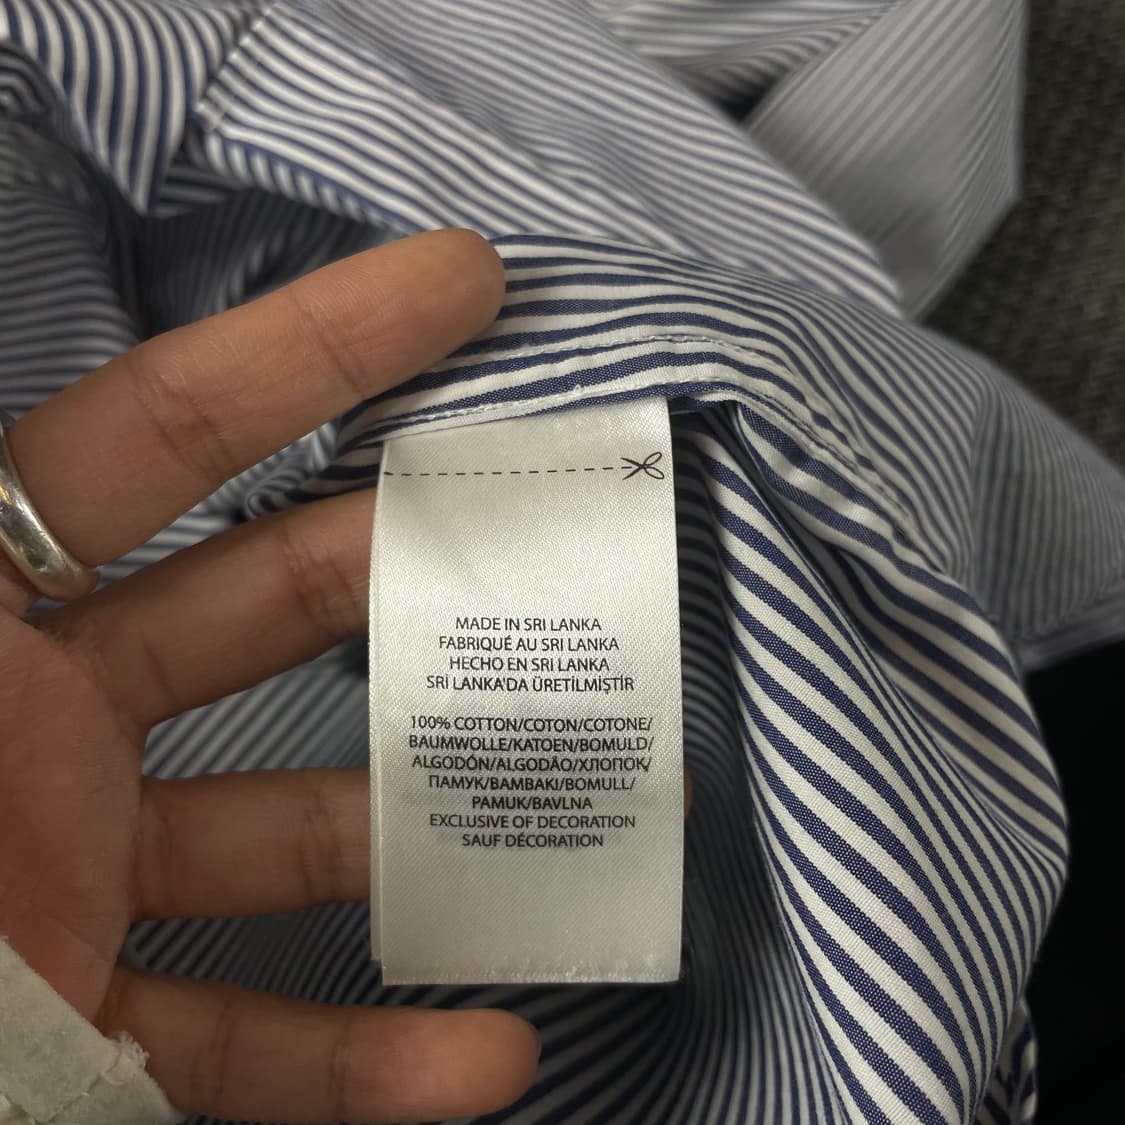 MADE IN SRI LANKA
FABRIQUÉ AU SRI LANKA
HECHO EN SRI LANKA
SRİ LANKA'DA ÜRETİLMİŞTİR
100% COTTON/COTON/COTONE/
BAUMWOLLE/KATOEN/BOMULD/
ALGODÓN/ALGODÃO/ХЛОПОК/
ПАМУК/BAMBAKI/BOMULL/
PAMUK/BAVLNA
EXCLUSIVE OF DECORATION
SAUF DÉCORATION